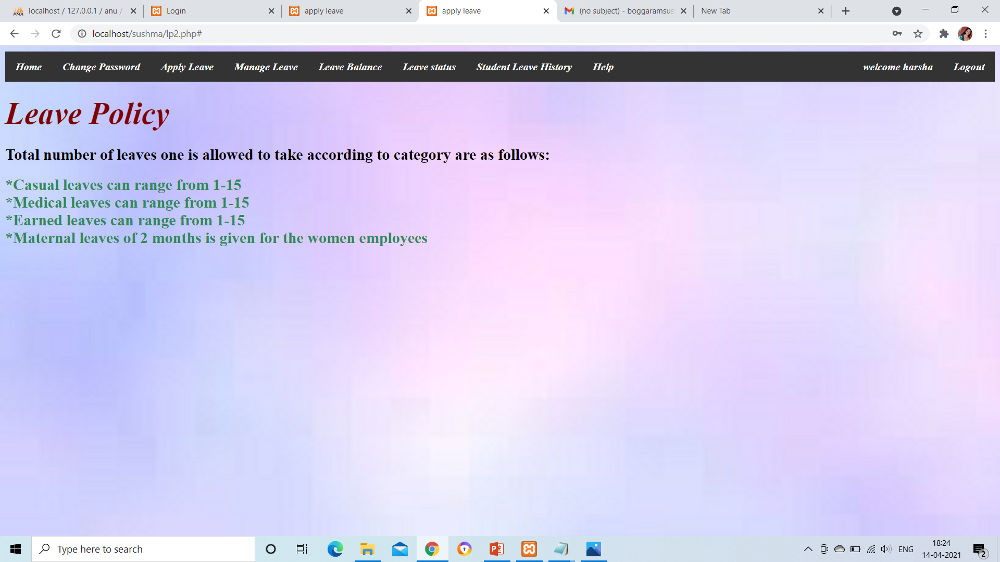 localhost / 127.0.0.1 / anu /
Login
apply leave
apply leave
(no subject) - boggaramsus
New Tab
localhost/sushma/lp2.php#
Home Change Password Apply Leave Manage Leave Leave Balance Leave status Student Leave History Help welcome harsha Logout
Leave Policy
Total number of leaves one is allowed to take according to category are as follows:
*Casual leaves can range from 1-15
*Medical leaves can range from 1-15
*Earned leaves can range from 1-15
*Maternal leaves of 2 months is given for the women employees
Type here to search
ENG
18:24
14-04-2021
2
PMA